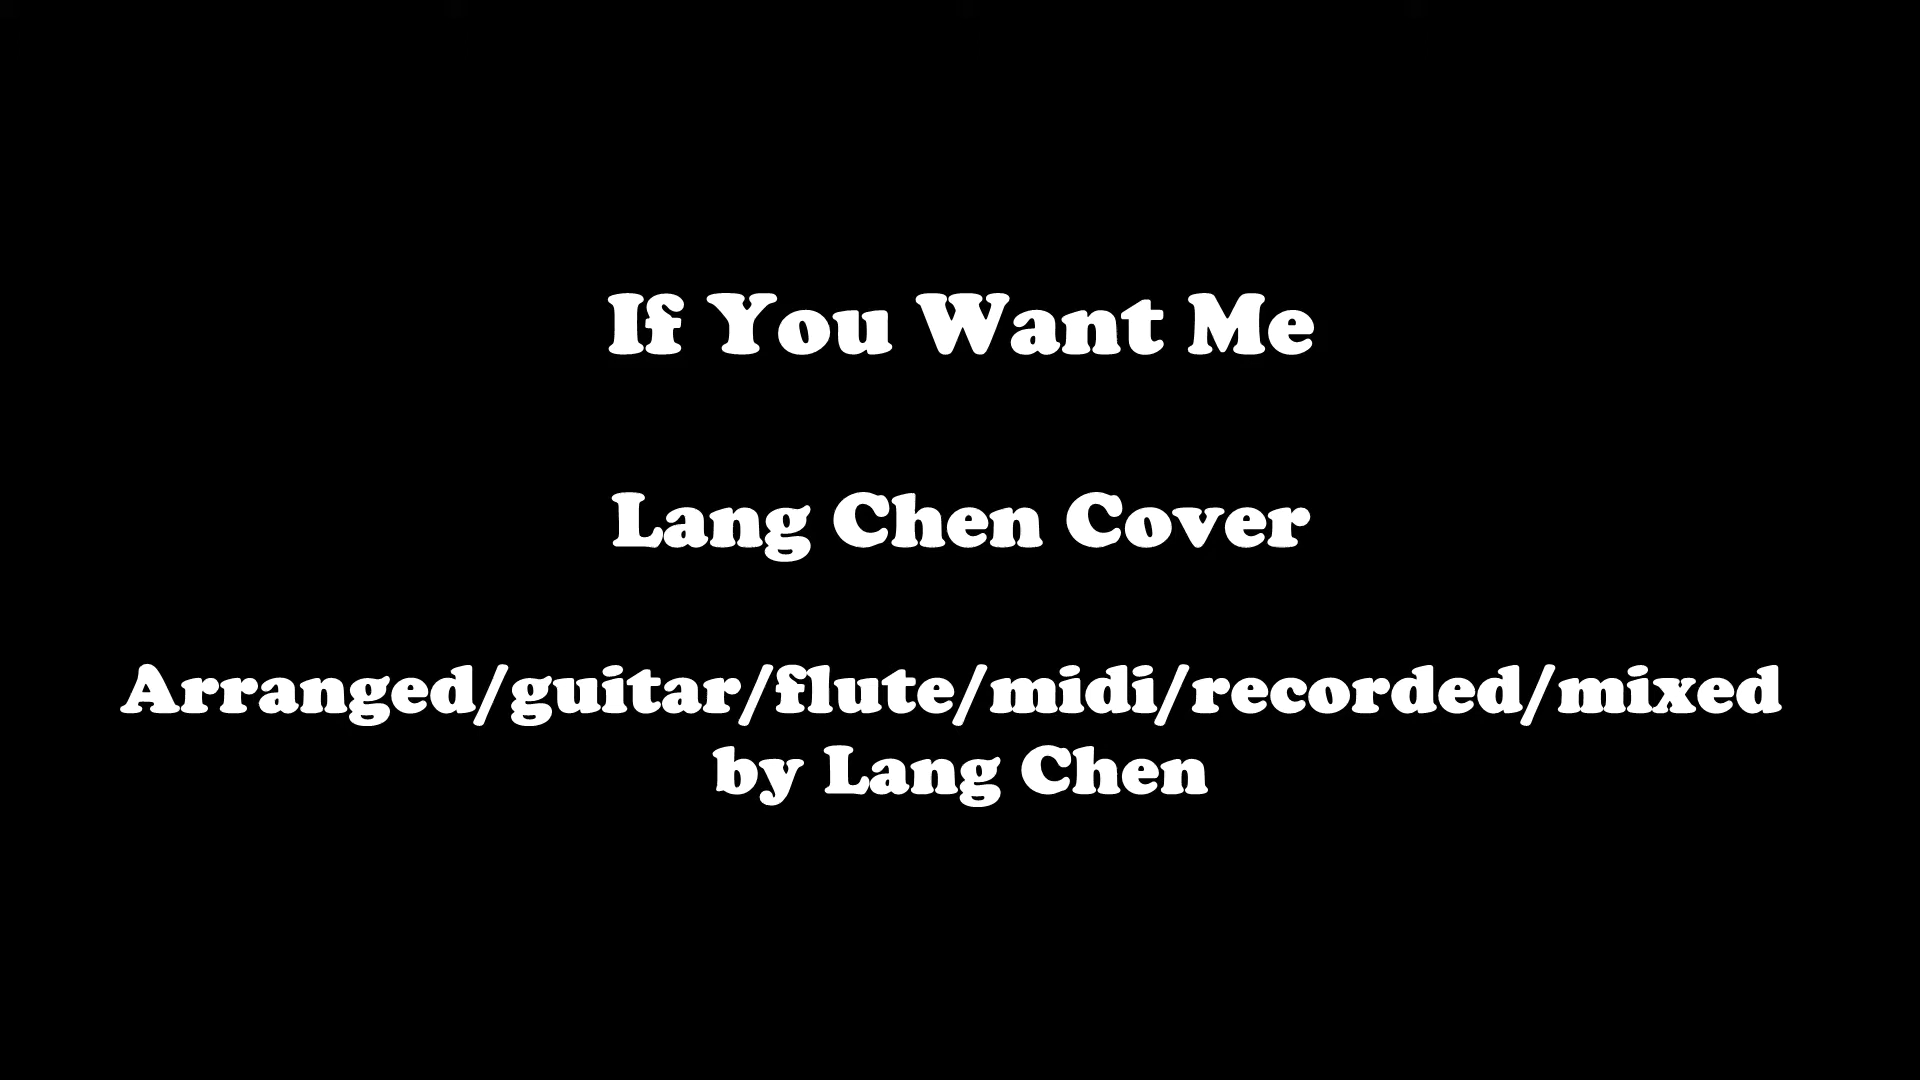 If You Want Me
Lang Chen Cover
Arranged/guitar/flute/midi/recorded/mixed
by Lang Chen